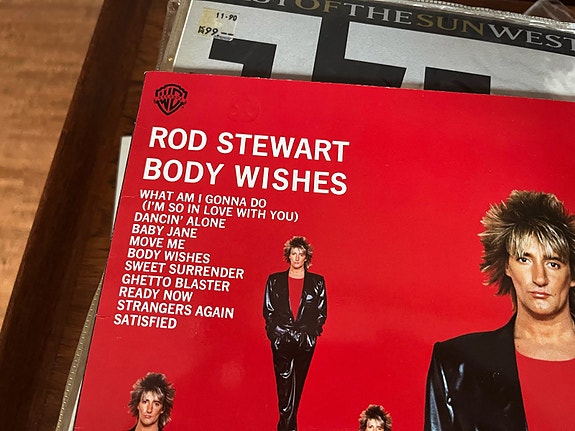 11-90
OF THE SUN WEST
ROD STEWART
BODY WISHES
WHAT AM I GONNA DO
(I'M SO IN LOVE WITH YOU)
DANCIN' ALONE
BABY JANE
MOVE ME
BODY WISHES
SWEET SURRENDER
GHETTO BLASTER
READY NOW
STRANGERS AGAIN
SATISFIED